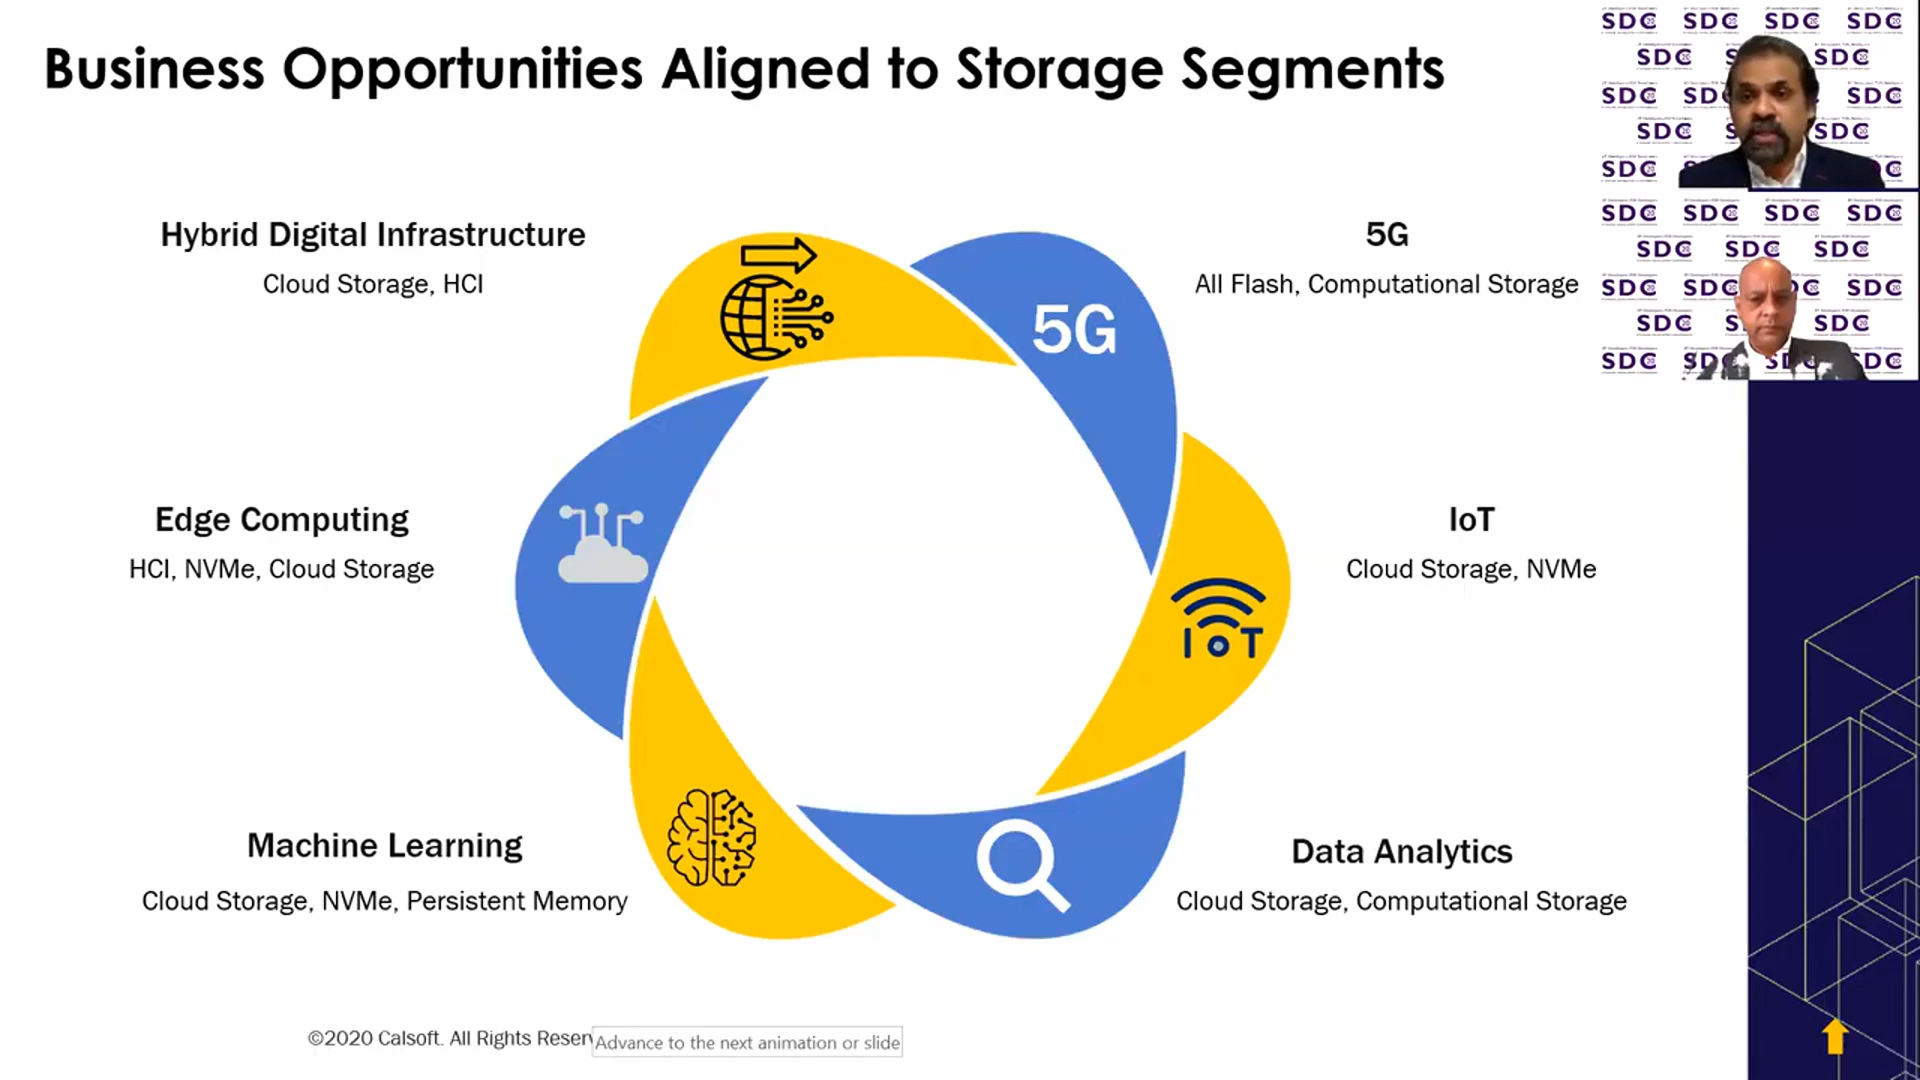 Business Opportunities Aligned to Storage Segments
Hybrid Digital Infrastructure
Cloud Storage, HCI
5G
5G
All Flash, Computational Storage
Edge Computing
HCI, NVMe, Cloud Storage
IoT
IoT
Cloud Storage, NVMe
Machine Learning
Cloud Storage, NVMe, Persistent Memory
Data Analytics
Cloud Storage, Computational Storage
©2020 Calsoft. All Rights Reserv
Advance to the next animation or slide
SDC SDC SDC SDC
SDC SDC
SDC SD SDC
SDC S SDC
SDC
SDC SDC SDC SDC
SDC SDC SDC
SDC SDC SDC
SDC S SDC
SDC SD SD SDC